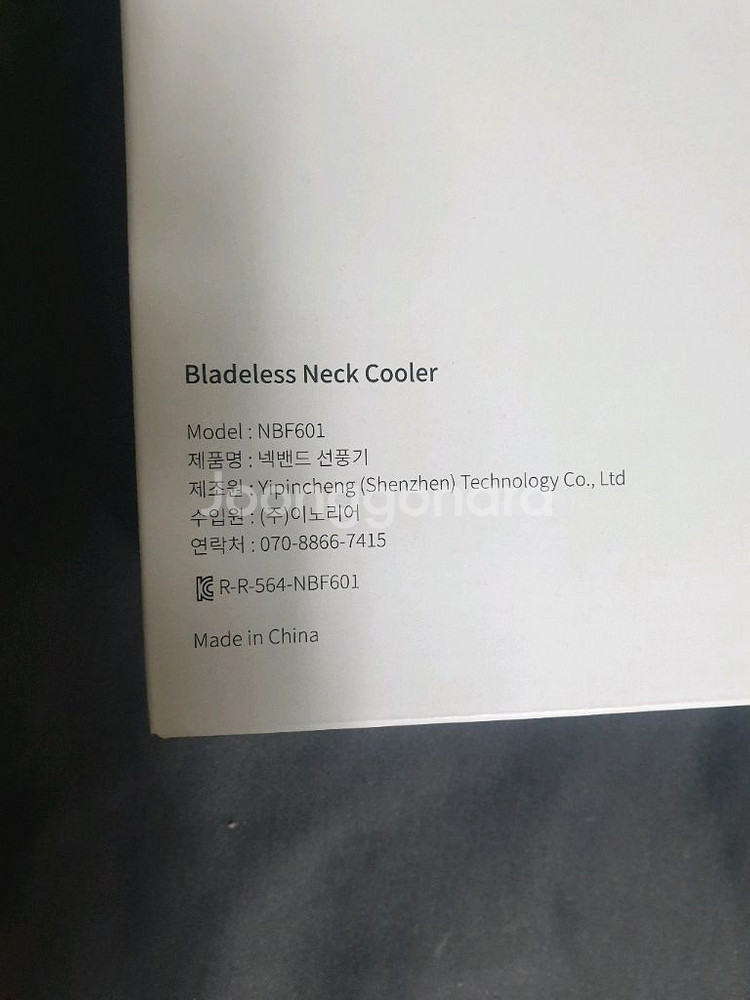 Bladeless Neck Cooler
Model : NBF601
제품명 : 넥밴드 선풍기
제조원 : Yipincheng (Shenzhen) Technology Co., Ltd
Joonggonara
수입원 : (주)이노리어
연락처 : 070-8866-7415
R-R-564-NBF601
Made in China